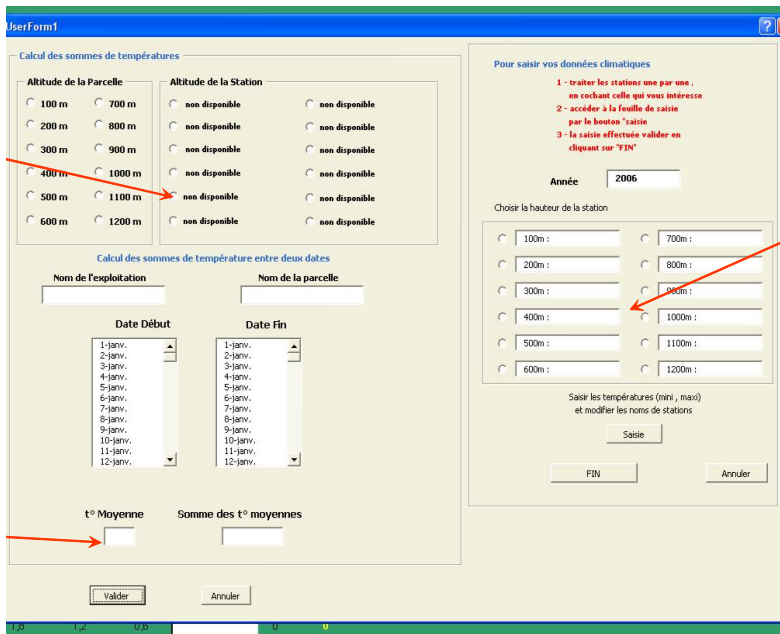 UserForm1
Calcul des sommes de températures
Altitude de la Parcelle
100 m 700 m
200 m 800 m
300 m 900 m
400 m 1000 m
500 m 1100 m
600 m 1200 m
Altitude de la Station
non disponible non disponible
non disponible non disponible
non disponible non disponible
non disponible non disponible
non disponible non disponible
non disponible non disponible
Calcul des sommes de température entre deux dates
Nom de l'exploitation Nom de la parcelle
Date Début
1-janv.
2-janv.
3-janv.
4-janv.
5-janv.
6-janv.
7-janv.
8-janv.
9-janv.
10-janv.
11-janv.
12-janv.
Date Fin
1-janv.
2-janv.
3-janv.
4-janv.
5-janv.
6-janv.
7-janv.
8-janv.
9-janv.
10-janv.
11-janv.
12-janv.
t° Moyenne Somme des t° moyennes
Valider Annuler
Pour saisir vos données climatiques
1 - traiter les stations une par une ,
en cochant celle qui vous intéresse
2 - accéder à la feuille de saisie
par le bouton "saisie
3 - la saisie effectuée valider en
cliquant sur "FIN"
Année 2006
Choisir la hauteur de la station
100m : 700m :
200m : 800m :
300m : 900m :
400m : 1000m :
500m : 1100m :
600m : 1200m :
Saisir les températures (mini , maxi)
et modifier les noms de stations
Saisie
FIN Annuler
1,8 1,2 0,6 0 0